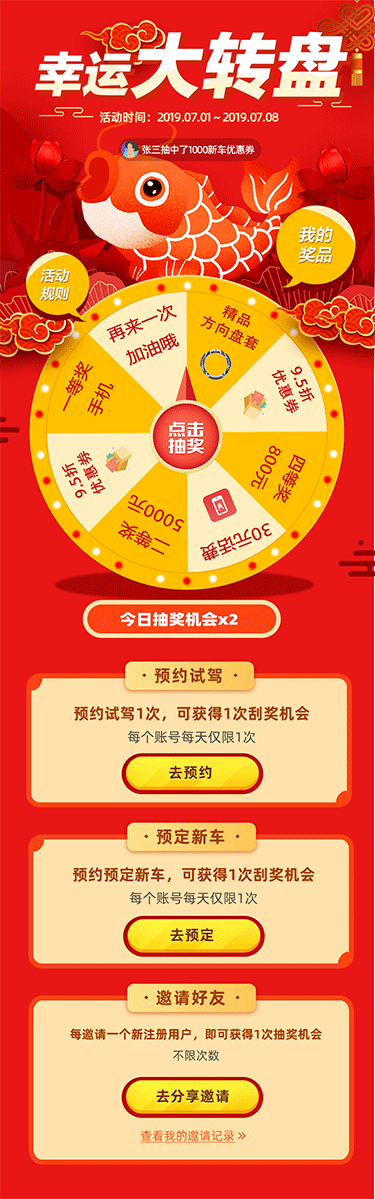 幸运大转盘
活动时间：2019.07.01～2019.07.08
张三抽中了1000新车优惠券
我的
奖品
活动
规则
再来一次
加油哦
精品
方向盘套
9.5折
优惠券
四等奖
800元
30元话费
二等奖
5000元
9.5折
优惠券
一等奖
手机
点击
抽奖
今日抽奖机会x2
· 预约试驾 ·
预约试驾1次，可获得1次刮奖机会
每个账号每天仅限1次
去预约
· 预定新车 ·
预约预定新车，可获得1次刮奖机会
每个账号每天仅限1次
去预定
· 邀请好友 ·
每邀请一个新注册用户，即可获得1次抽奖机会
不限次数
去分享邀请
查看我的邀请记录 »